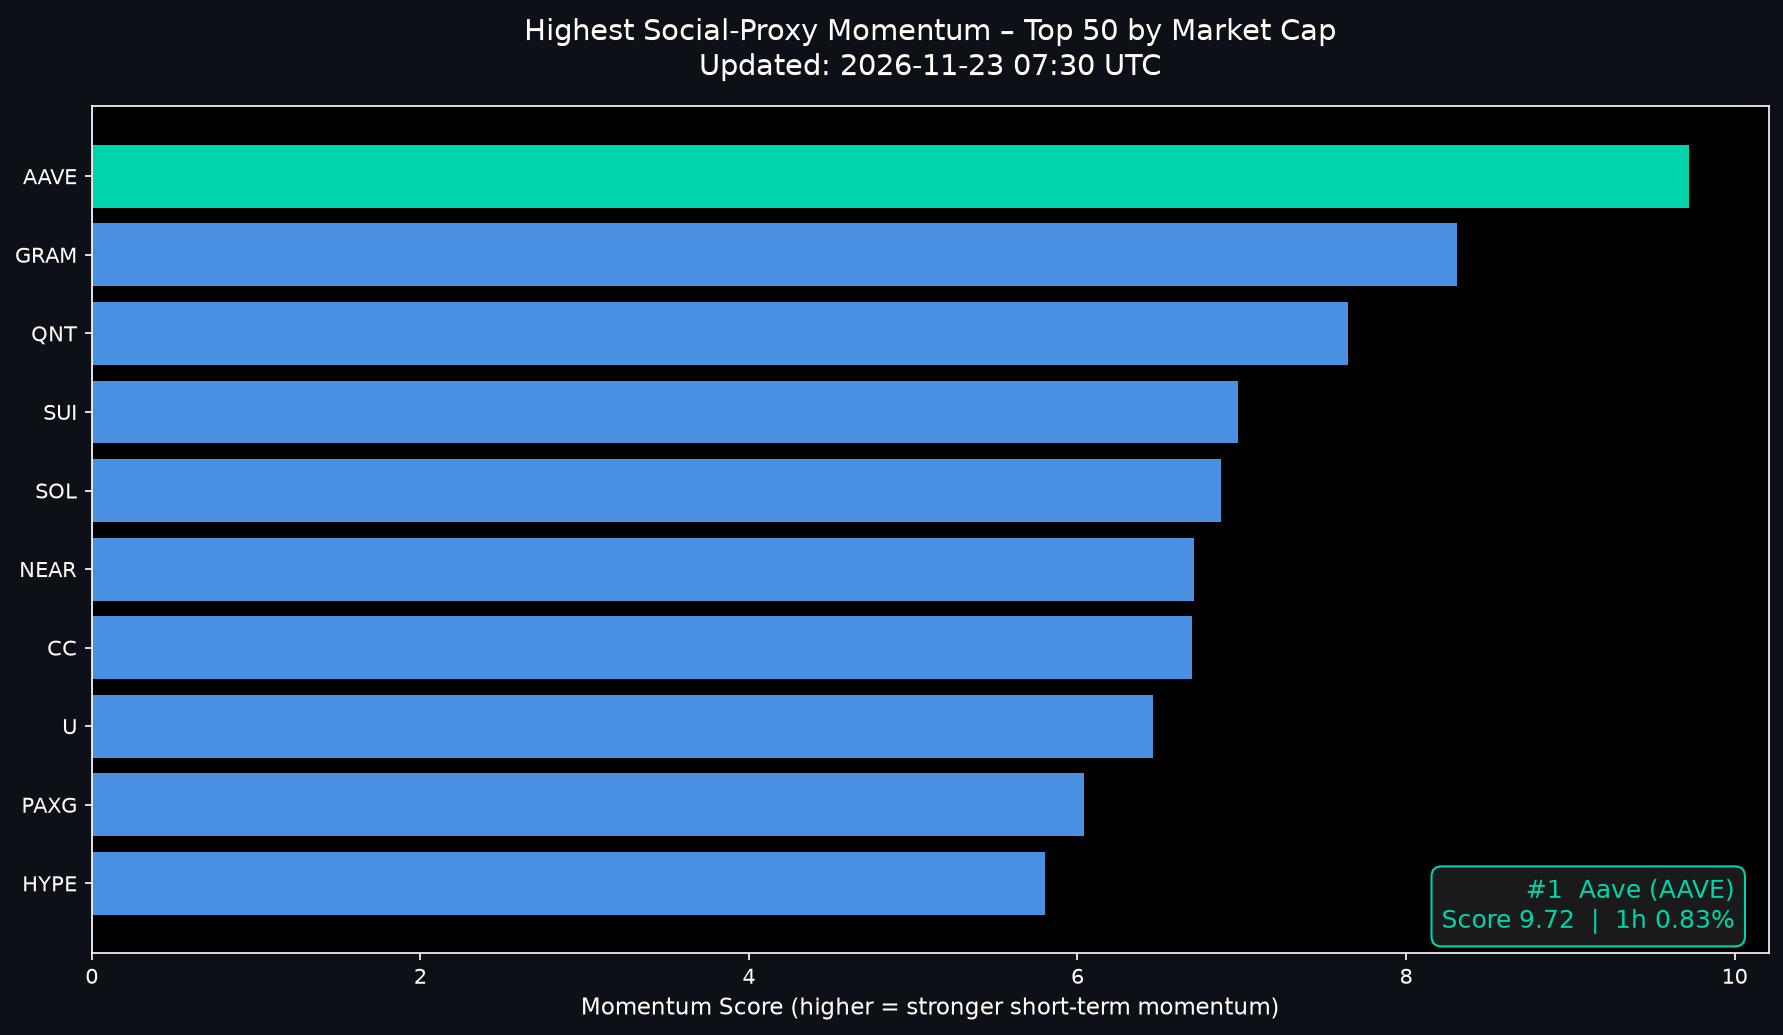 Highest Social-Proxy Momentum – Top 50 by Market Cap
Updated: 2026-11-23 07:30 UTC
AAVE
GRAM
QNT
SUI
SOL
NEAR
CC
U
PAXG
HYPE
#1 Aave (AAVE)
Score 9.72 | 1h 0.83%
0 2 4 6 8 10
Momentum Score (higher = stronger short-term momentum)